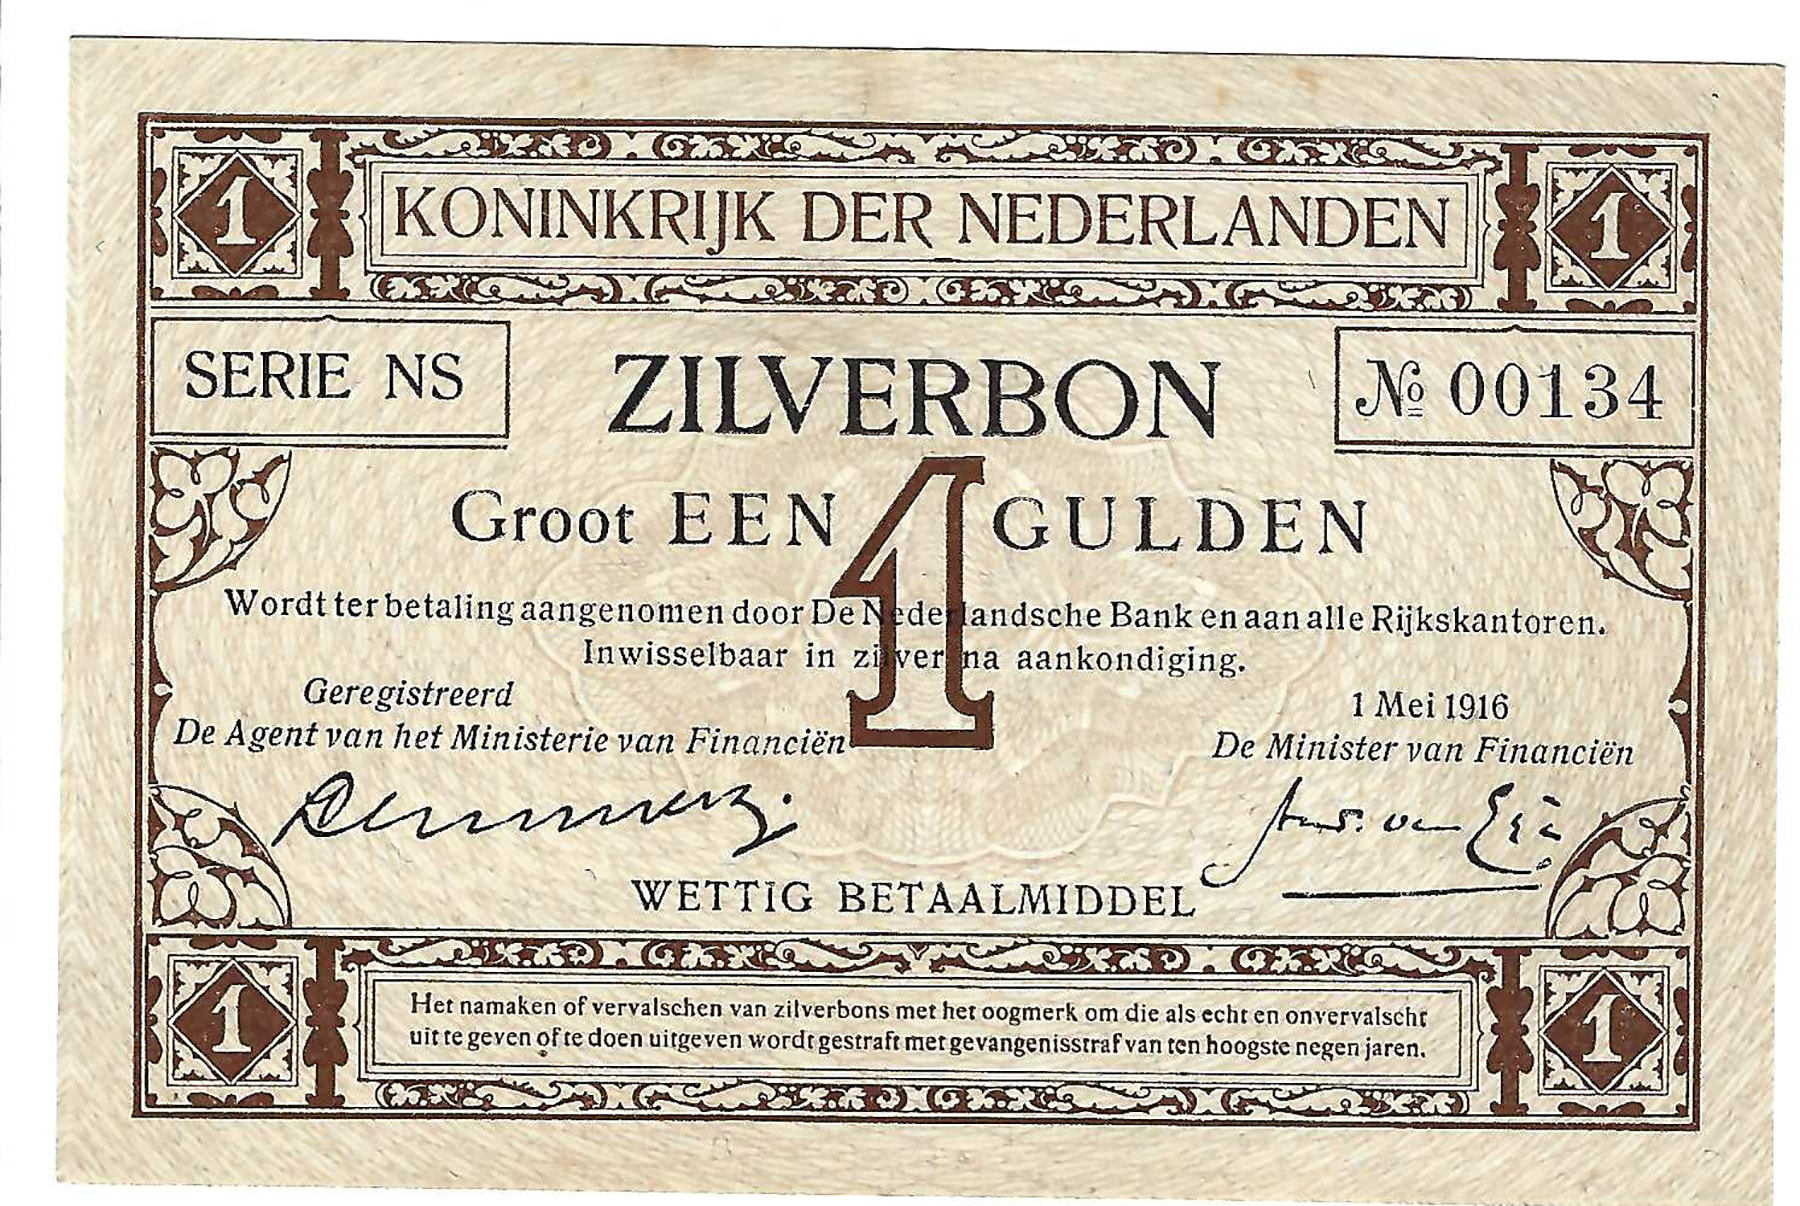 1 KONINKRIJK DER NEDERLANDEN 1
SERIE NS
ZILVERBON
№ 00134
Groot EEN 1 GULDEN
Wordt ter betaling aangenomen door De Nederlandsche Bank en aan alle Rijkskantoren.
Inwisselbaar in zilver na aankondiging.
Geregistreerd
De Agent van het Ministerie van Financiën
1 Mei 1916
De Minister van Financiën
WETTIG BETAALMIDDEL
1 1
Het namaken of vervalschen van zilverbons met het oogmerk om die als echt en onvervalscht
uit te geven of te doen uitgeven wordt gestraft met gevangenisstraf van ten hoogste negen jaren.